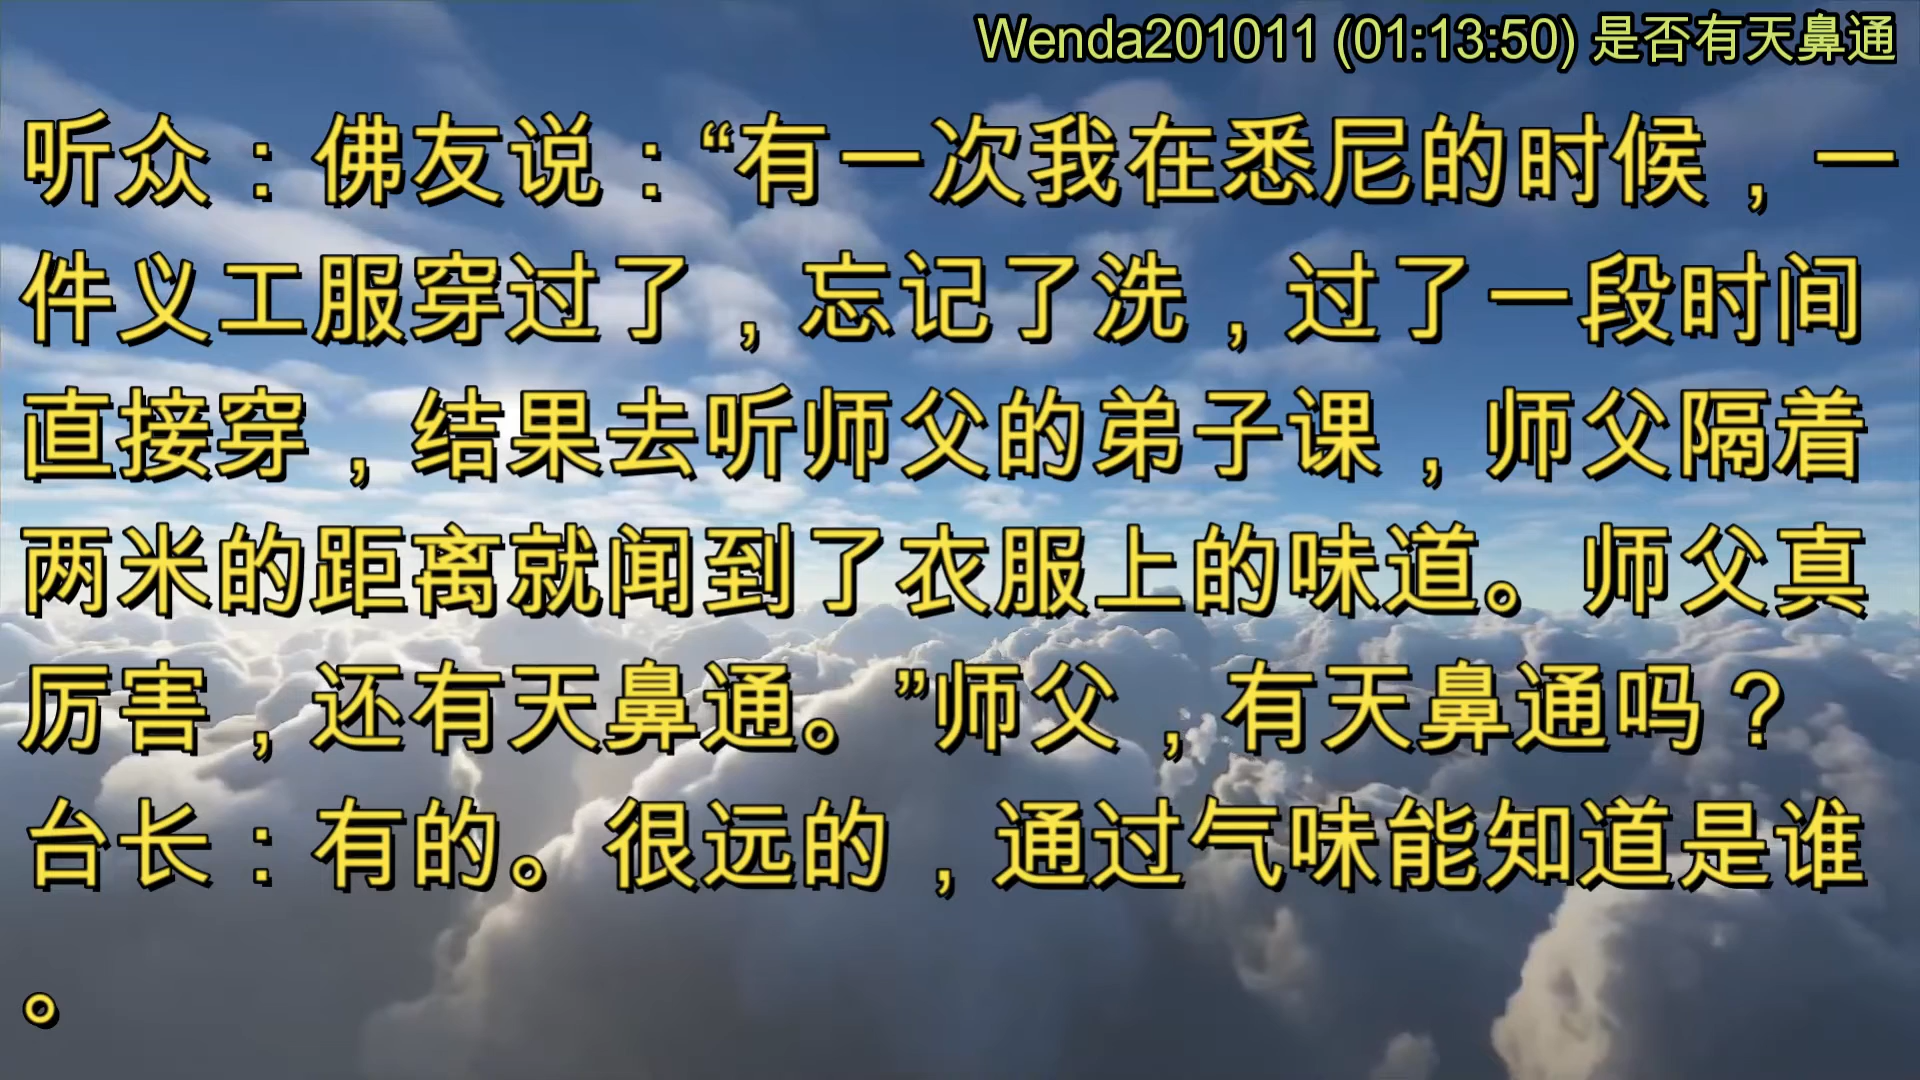 Wenda201011 (01:13:50) 是否有天鼻通
听众：佛友说：“有一次我在悉尼的时候，一
件义工服穿过了，忘记了洗，过了一段时间
直接穿，结果去听师父的弟子课，师父隔着
两米的距离就闻到了衣服上的味道。师父真
厉害，还有天鼻通。”师父，有天鼻通吗？
台长：有的。很远的，通过气味能知道是谁
。